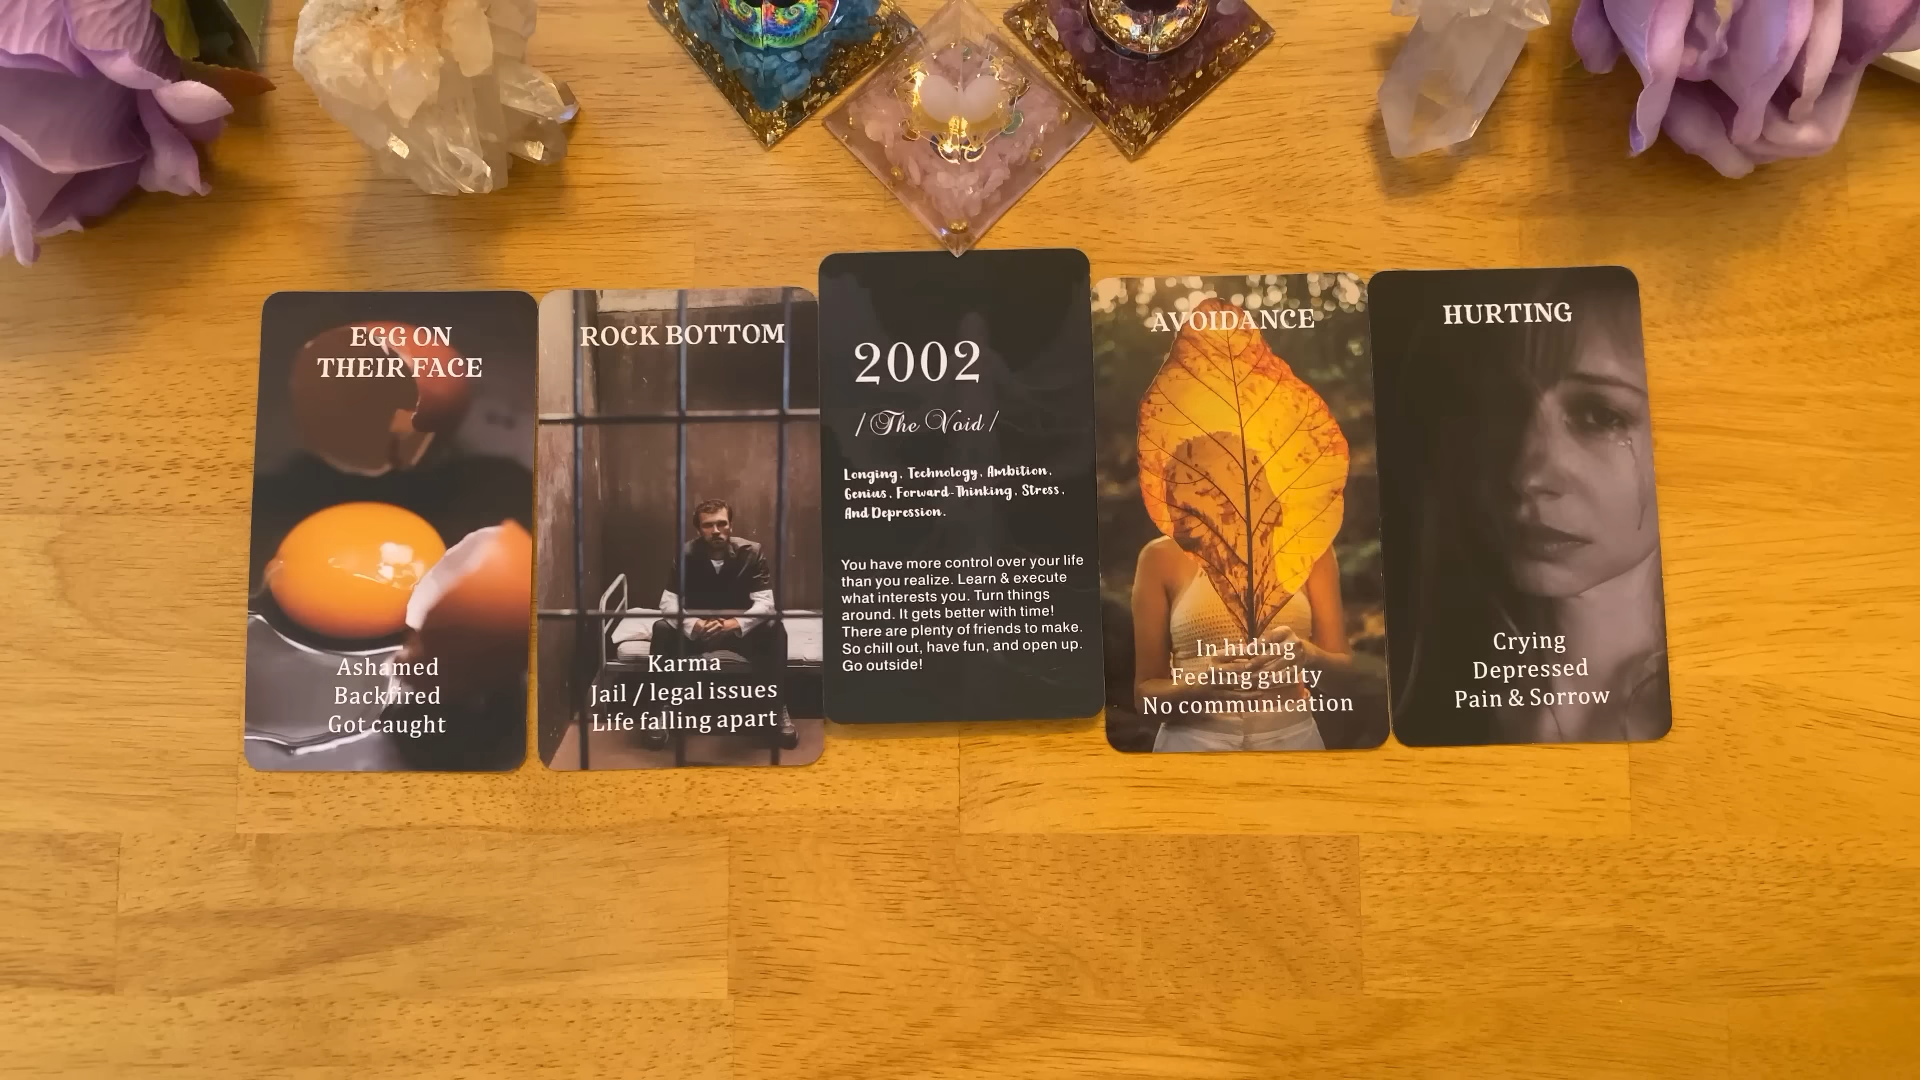 EGG ON
THEIR FACE
Ashamed
Backfired
Got caught
ROCK BOTTOM
Karma
Jail / legal issues
Life falling apart
2002
/The Void/
Longing, Technology, Ambition,
Genius, Forward-Thinking, Stress,
And Depression.
You have more control over your life
than you realize. Learn & execute
what interests you. Turn things
around. It gets better with time!
There are plenty of friends to make.
So chill out, have fun, and open up.
Go outside!
AVOIDANCE
In hiding
Feeling guilty
No communication
HURTING
Crying
Depressed
Pain & Sorrow